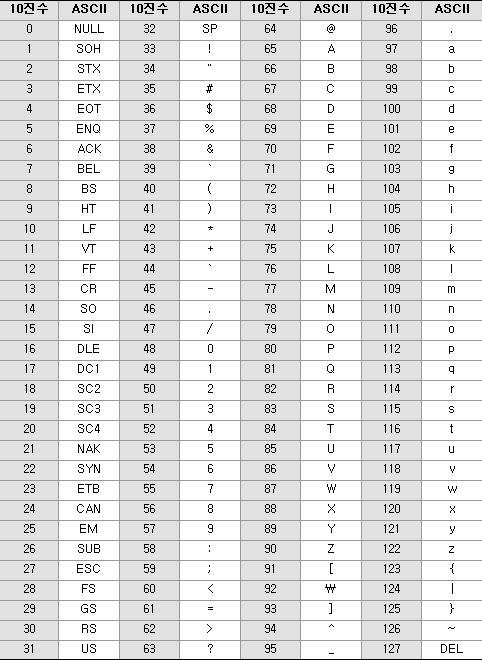 10진수 ASCII 10진수 ASCII 10진수 ASCII 10진수 ASCII
0 NULL 32 SP 64 @ 96 .
1 SOH 33 ! 65 A 97 a
2 STX 34 " 66 B 98 b
3 ETX 35 # 67 C 99 c
4 EOT 36 $ 68 D 100 d
5 ENQ 37 % 69 E 101 e
6 ACK 38 & 70 F 102 f
7 BEL 39 ` 71 G 103 g
8 BS 40 ( 72 H 104 h
9 HT 41 ) 73 I 105 i
10 LF 42 * 74 J 106 j
11 VT 43 + 75 K 107 k
12 FF 44 ` 76 L 108 l
13 CR 45 - 77 M 109 m
14 SO 46 . 78 N 110 n
15 SI 47 / 79 O 111 o
16 DLE 48 0 80 P 112 p
17 DC1 49 1 81 Q 113 q
18 SC2 50 2 82 R 114 r
19 SC3 51 3 83 S 115 s
20 SC4 52 4 84 T 116 t
21 NAK 53 5 85 U 117 u
22 SYN 54 6 86 V 118 v
23 ETB 55 7 87 W 119 w
24 CAN 56 8 88 X 120 x
25 EM 57 9 89 Y 121 y
26 SUB 58 : 90 Z 122 z
27 ESC 59 ; 91 [ 123 {
28 FS 60 < 92 ₩ 124 |
29 GS 61 = 93 ] 125 }
30 RS 62 > 94 ^ 126 ~
31 US 63 ? 95 _ 127 DEL